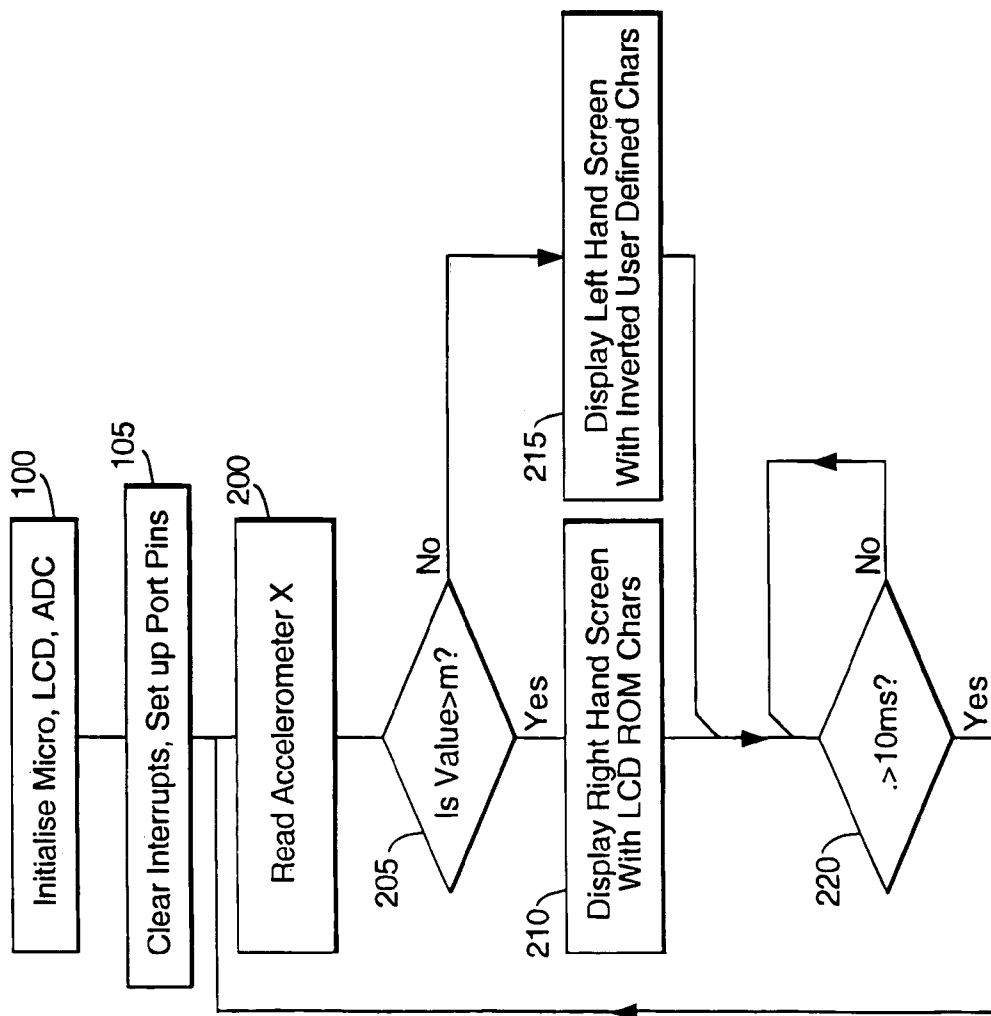 100
Initialise Micro, LCD, ADC
105
Clear Interrupts, Set up Port Pins
200
Read Accelerometer X
205
Is Value>m?
No
Yes
210
Display Right Hand Screen
With LCD ROM Chars
215
Display Left Hand Screen
With Inverted User Defined Chars
220
.>10ms?
No
Yes